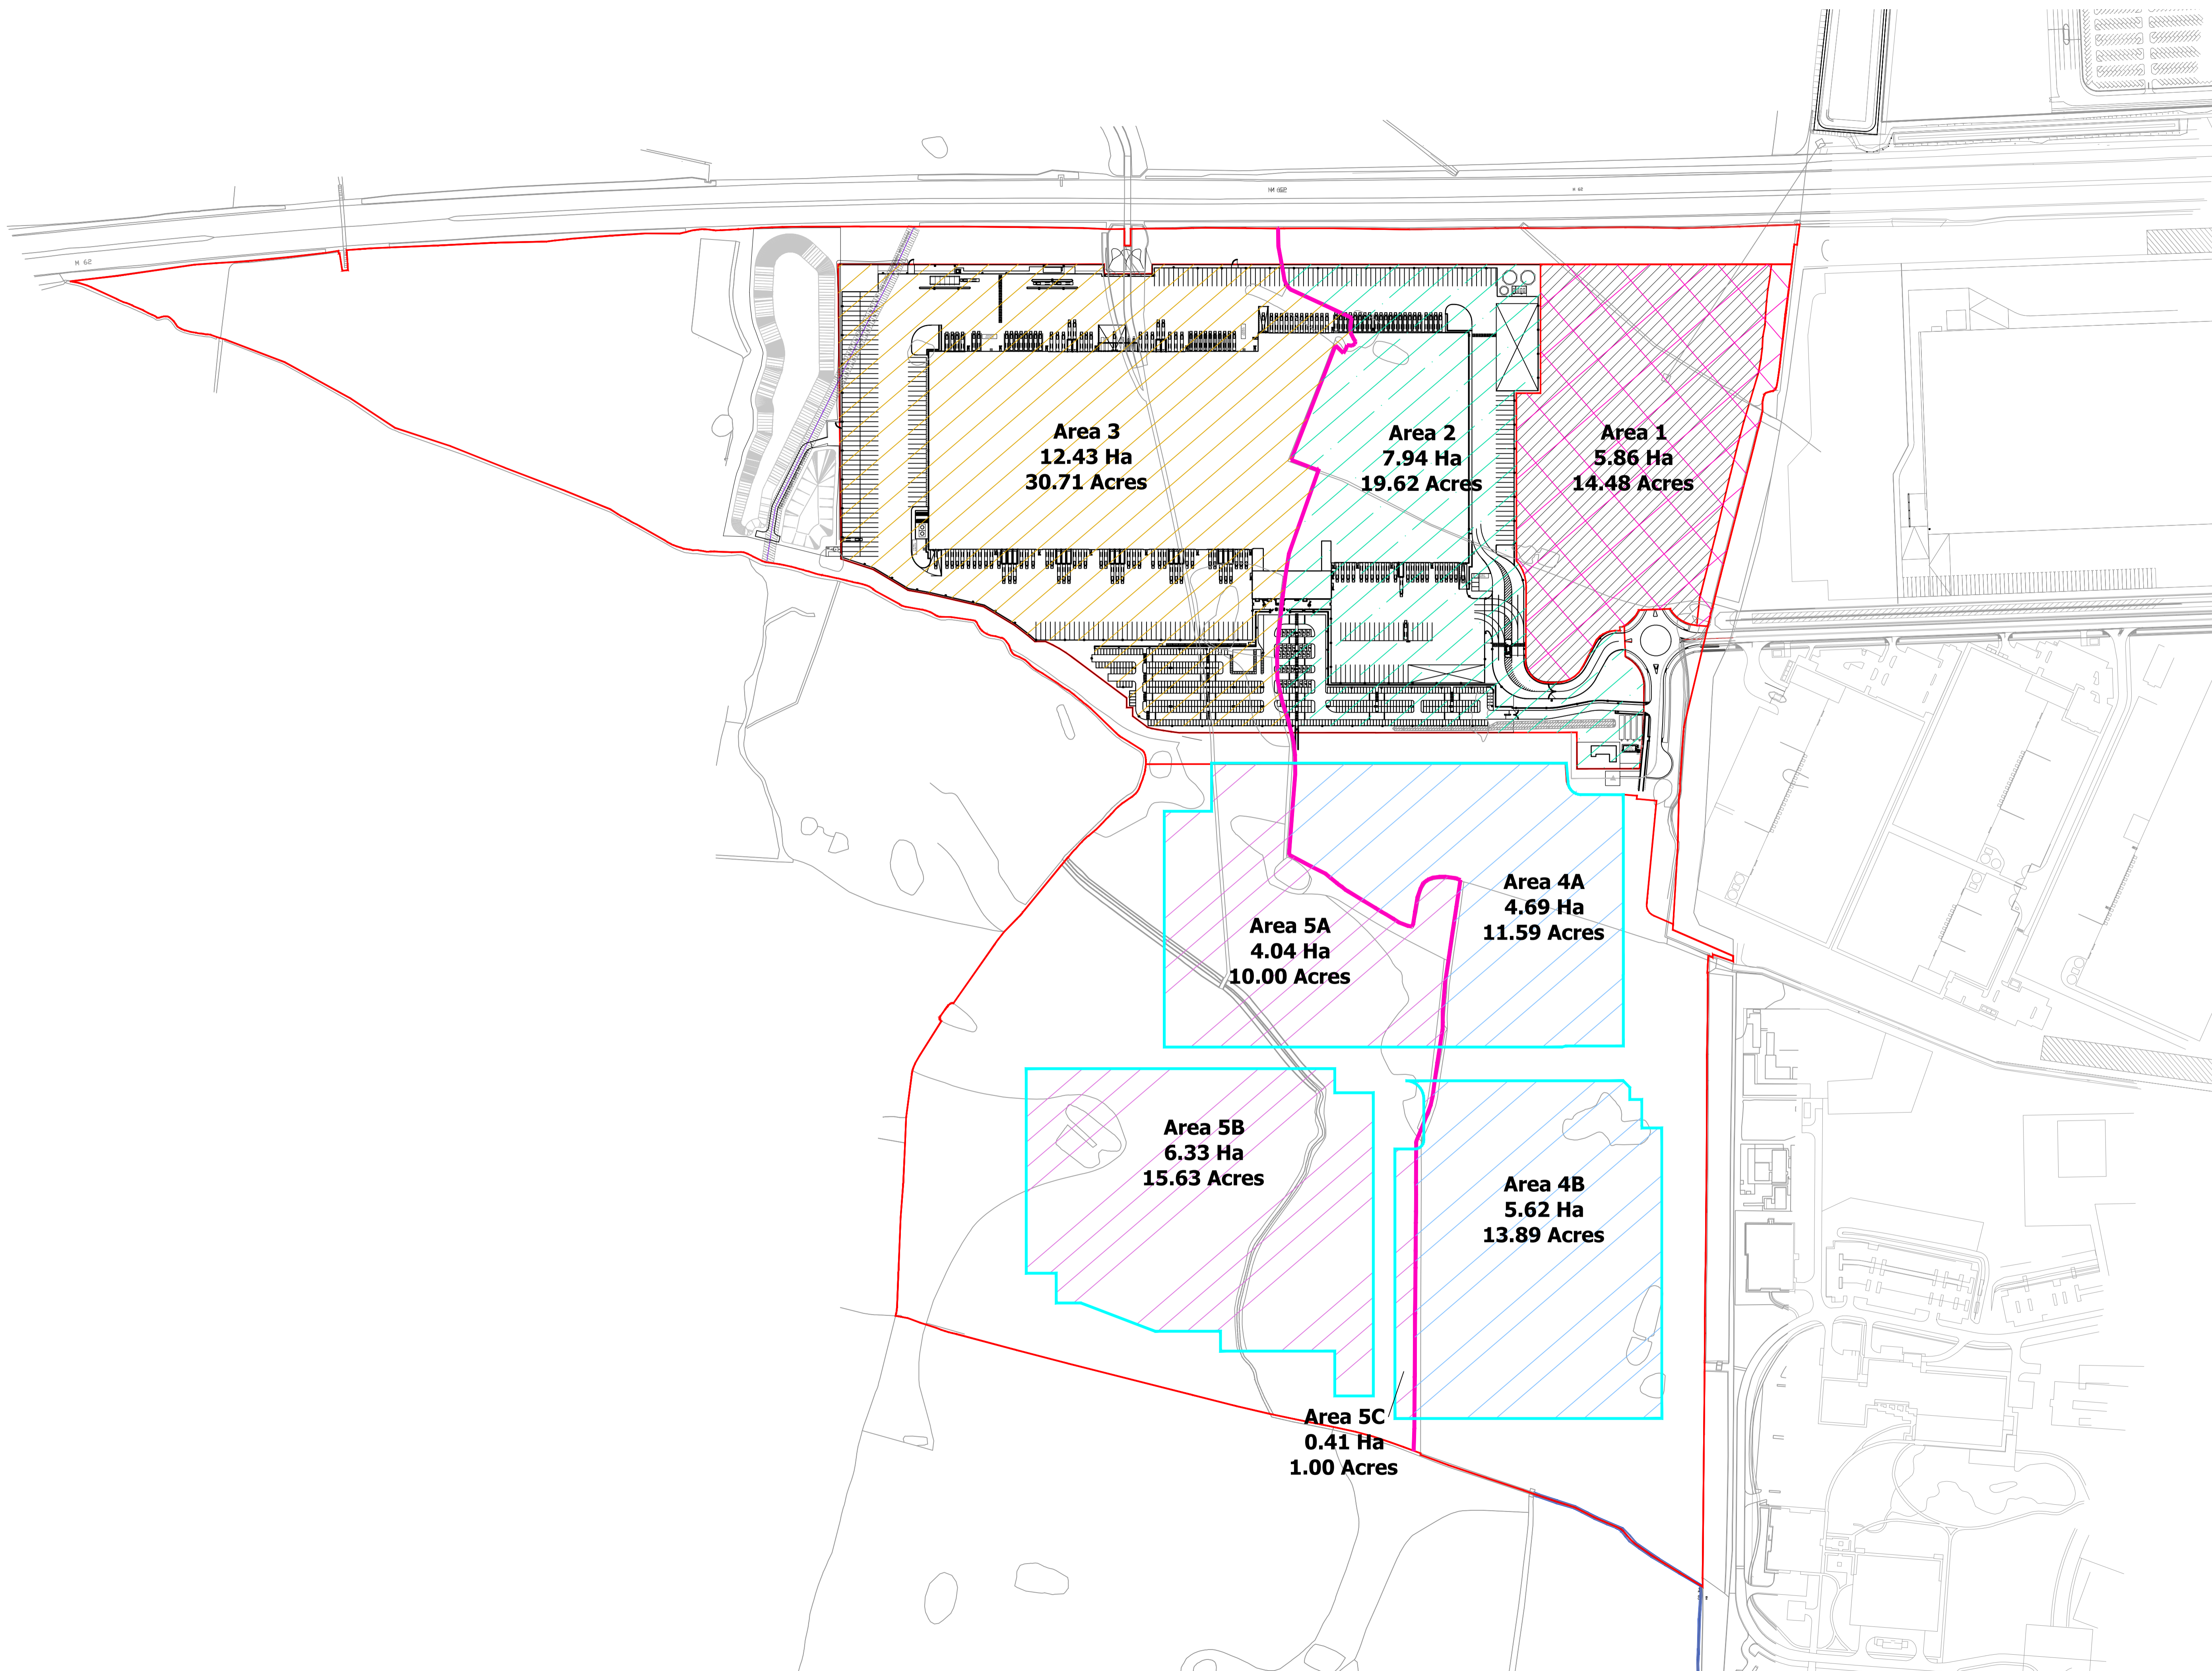 M 62
Area 3
12.43 Ha
30.71 Acres
Area 2
7.94 Ha
19.62 Acres
Area 1
5.86 Ha
14.48 Acres
Area 4A
4.69 Ha
11.59 Acres
Area 5A
4.04 Ha
10.00 Acres
Area 5B
6.33 Ha
15.63 Acres
Area 4B
5.62 Ha
13.89 Acres
Area 5C
0.41 Ha
1.00 Acres